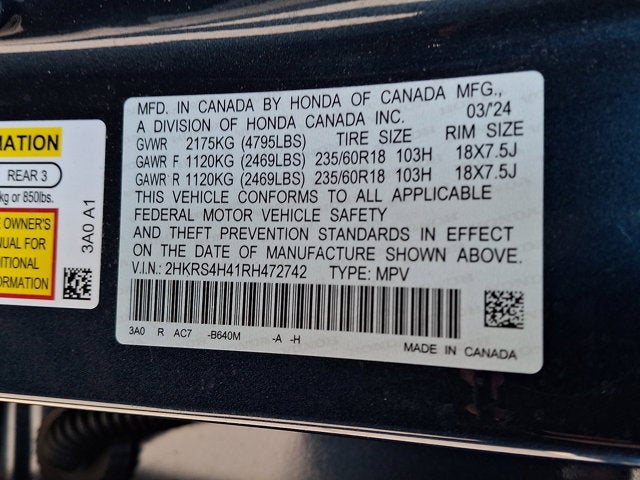 MATION
REAR 3
kg or 850lbs.
E OWNER'S
NUAL FOR
DITIONAL
ORMATION
3A0 A1
MFD. IN CANADA BY HONDA OF CANADA MFG.,
A DIVISION OF HONDA CANADA INC. 03/24
GVWR 2175KG (4795LBS) TIRE SIZE RIM SIZE
GAWR F 1120KG (2469LBS) 235/60R18 103H 18X7.5J
GAWR R 1120KG (2469LBS) 235/60R18 103H 18X7.5J
THIS VEHICLE CONFORMS TO ALL APPLICABLE
FEDERAL MOTOR VEHICLE SAFETY
AND THEFT PREVENTION STANDARDS IN EFFECT
ON THE DATE OF MANUFACTURE SHOWN ABOVE.
V.I.N.: 2HKRS4H41RH472742 TYPE: MPV
3A0 R AC7 -B640M -A -H
MADE IN CANADA